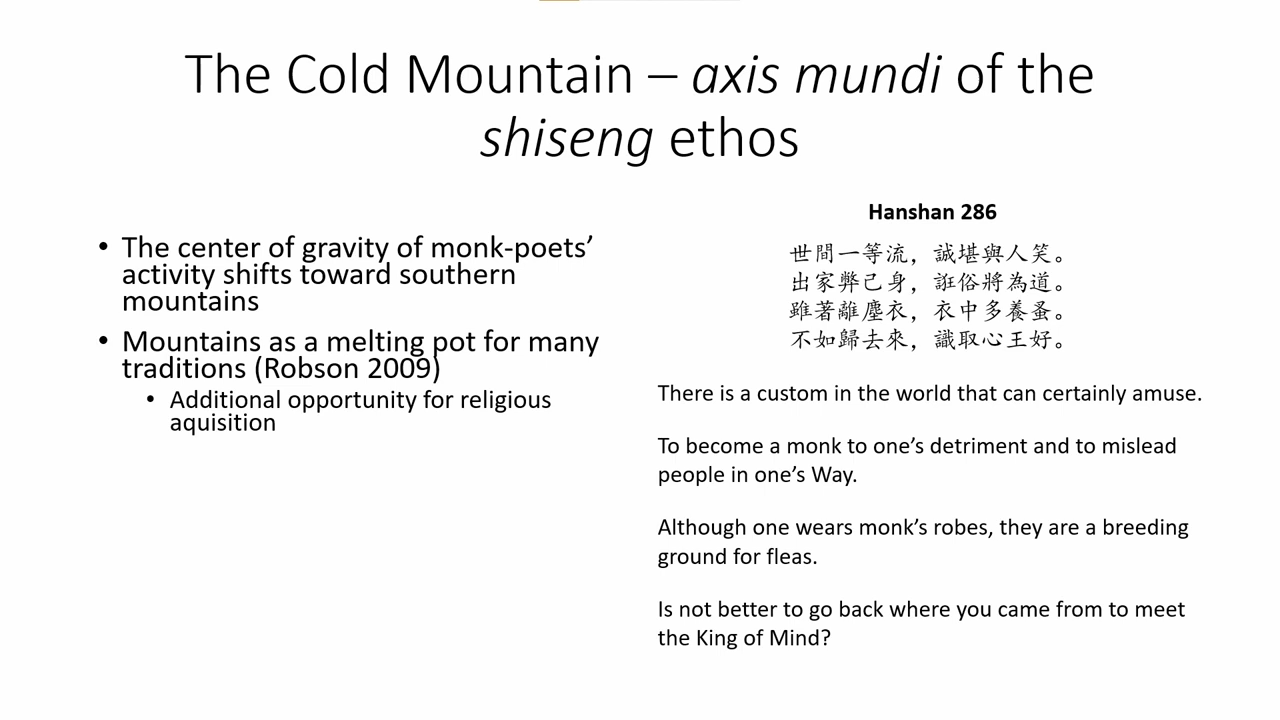 The Cold Mountain – axis mundi of the
shiseng ethos
• The center of gravity of monk-poets’
activity shifts toward southern
mountains
• Mountains as a melting pot for many
traditions (Robson 2009)
• Additional opportunity for religious
aquisition
Hanshan 286
世間一等流，誠堪與人笑。
出家弊己身，誑俗將為道。
雖著離塵衣，衣中多養蚤。
不如歸去來，識取心王好。
There is a custom in the world that can certainly amuse.
To become a monk to one’s detriment and to mislead
people in one’s Way.
Although one wears monk’s robes, they are a breeding
ground for fleas.
Is not better to go back where you came from to meet
the King of Mind?